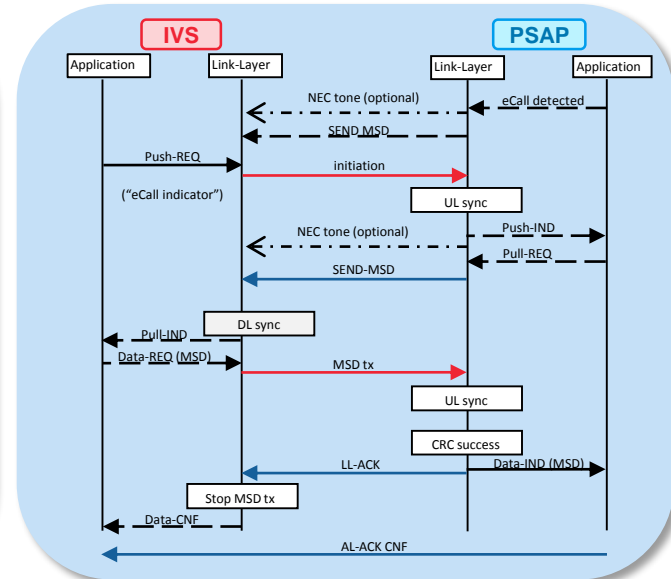 IVS
PSAP
Application
Link-Layer
Link-Layer
Application
NEC tone (optional)
eCall detected
SEND MSD
Push-REQ
initiation
("eCall indicator")
UL sync
NEC tone (optional)
Push-IND
Pull-REQ
SEND-MSD
DL sync
Pull-IND
Data-REQ (MSD)
MSD tx
UL sync
CRC success
LL-ACK
Data-IND (MSD)
Stop MSD tx
Data-CNF
AL-ACK CNF